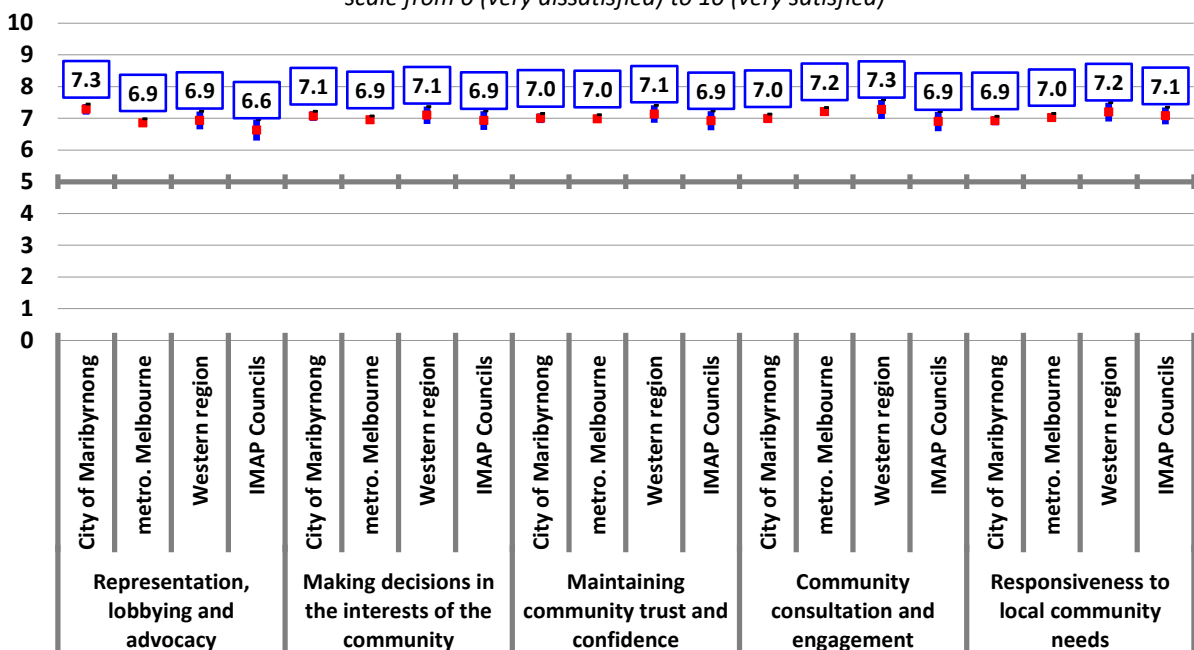 scale from 0 (very dissatisfied) to 10 (very satisfied)
10
9
8
7
6
5
4
3
2
1
0
7.3
6.9
6.9
6.6
7.1
6.9
7.1
6.9
7.0
7.0
7.1
6.9
7.0
7.2
7.3
6.9
6.9
7.0
7.2
7.1
City of Maribyrnong
metro. Melbourne
Western region
IMAP Councils
City of Maribyrnong
metro. Melbourne
Western region
IMAP Councils
City of Maribyrnong
metro. Melbourne
Western region
IMAP Councils
City of Maribyrnong
metro. Melbourne
Western region
IMAP Councils
City of Maribyrnong
metro. Melbourne
Western region
IMAP Councils
Representation,
lobbying and
advocacy
Making decisions in
the interests of the
community
Maintaining
community trust and
confidence
Community
consultation and
engagement
Responsiveness to
local community
needs